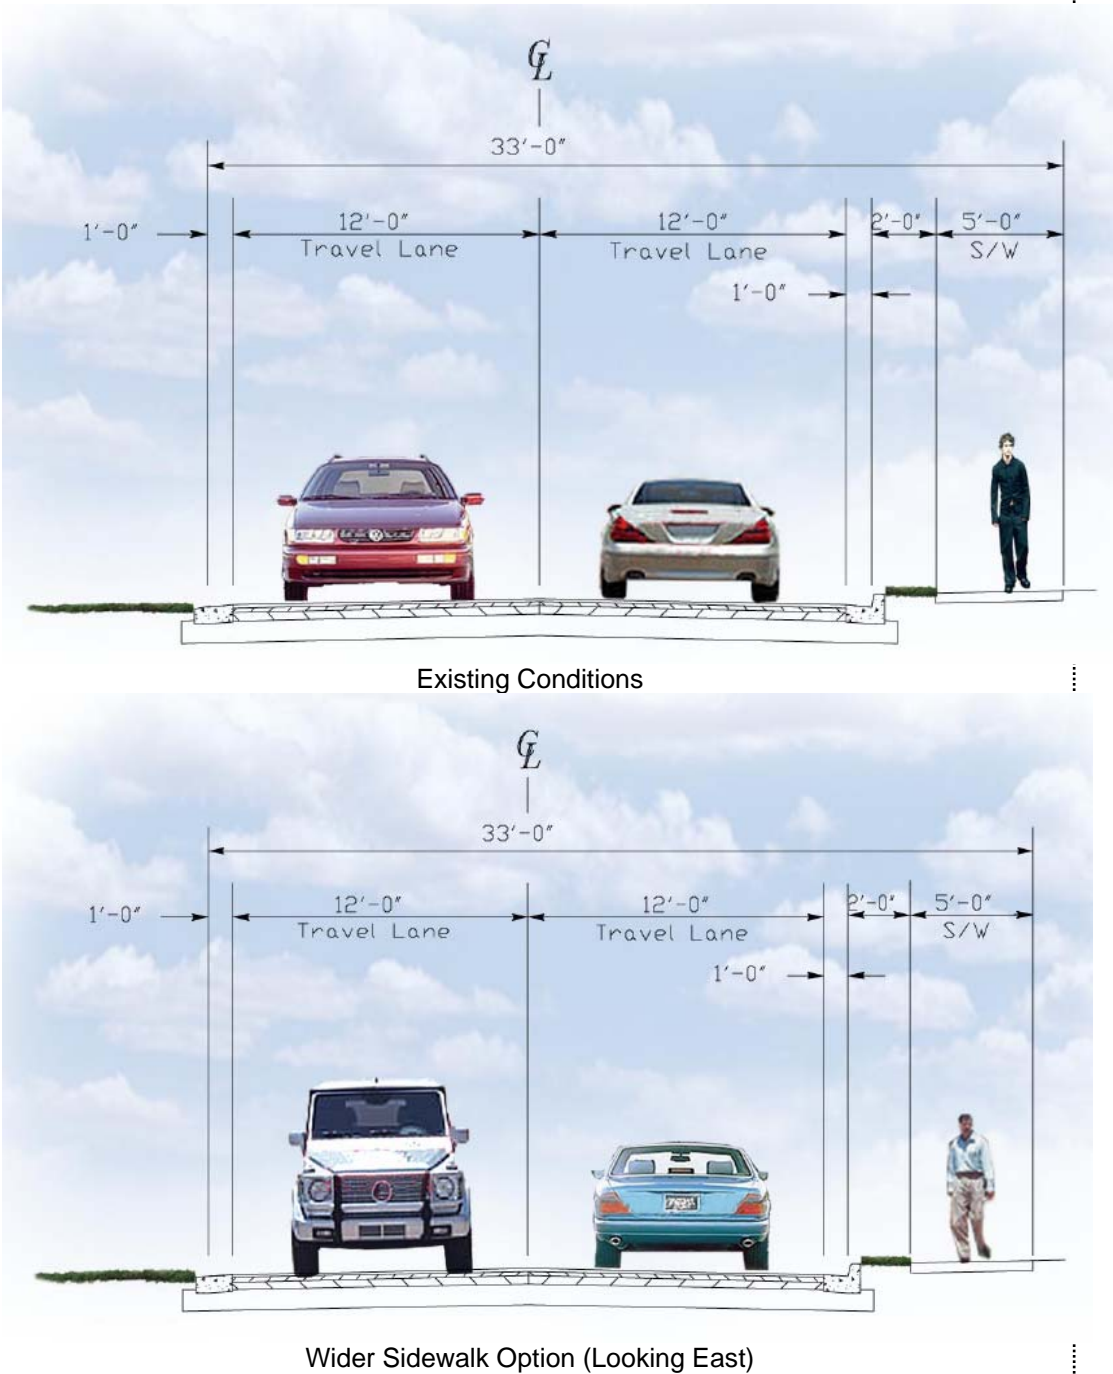 ℄
33'-0"
1'-0"
12'-0"
12'-0"
2'-0"
5'-0"
Travel Lane
Travel Lane
S/W
1'-0"
Existing Conditions
℄
33'-0"
1'-0"
12'-0"
12'-0"
2'-0"
5'-0"
Travel Lane
Travel Lane
S/W
1'-0"
Wider Sidewalk Option (Looking East)